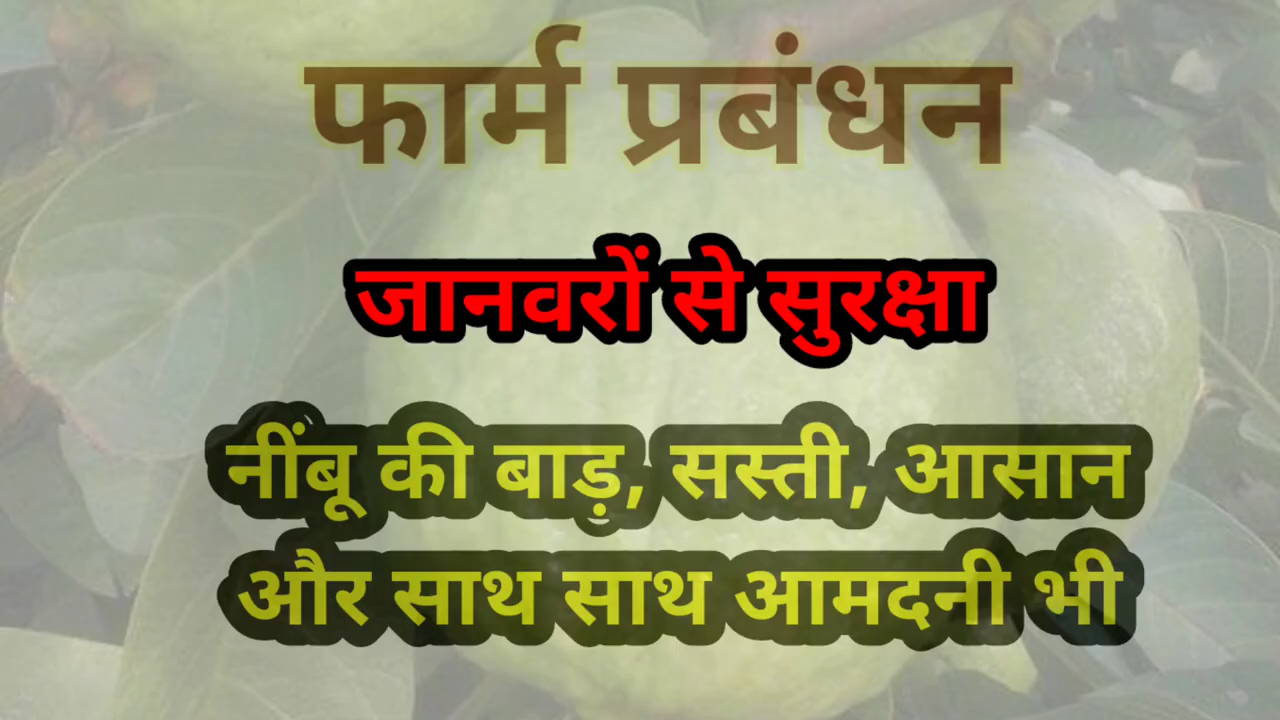 फार्म प्रबंधन
जानवरों से सुरक्षा
नींबू की बाड़, सस्ती, आसान
और साथ साथ आमदनी भी